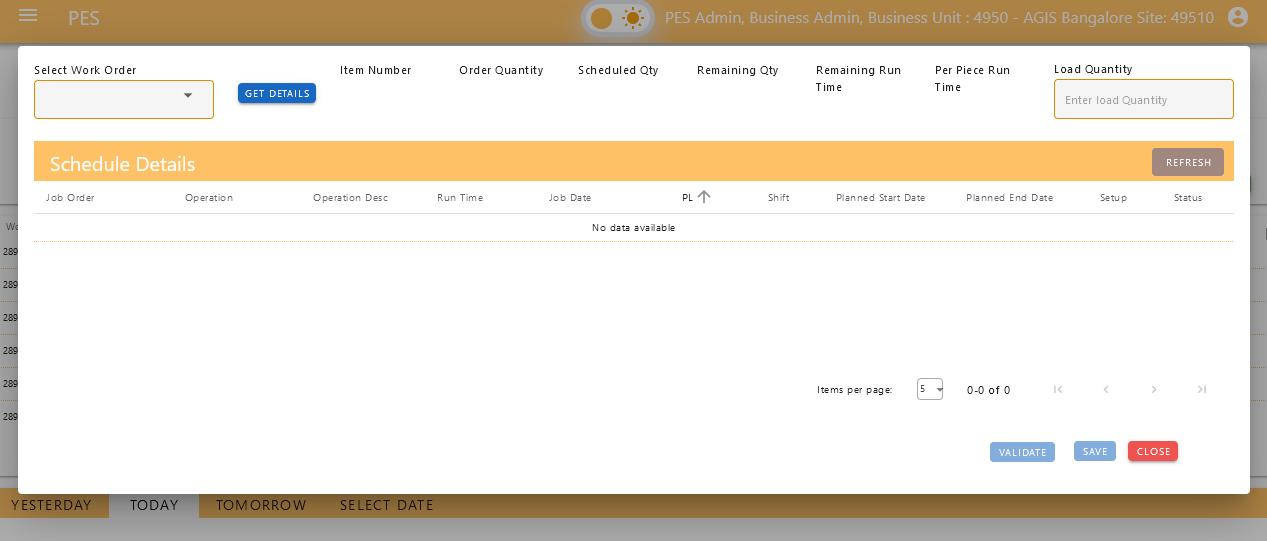 PES
PES Admin, Business Admin, Business Unit : 4950 - AGIS Bangalore Site: 49510
Select Work Order
GET DETAILS
Item Number
Order Quantity
Scheduled Qty
Remaining Qty
Remaining Run
Time
Per Piece Run
Time
Load Quantity
Enter load Quantity
Schedule Details
REFRESH
Job Order Operation Operation Desc Run Time Job Date PL Shift Planned Start Date Planned End Date Setup Status
No data available
Items per page: 5 0-0 of 0
VALIDATE SAVE CLOSE
289
289
289
289
289
289
YESTERDAY TODAY TOMORROW SELECT DATE